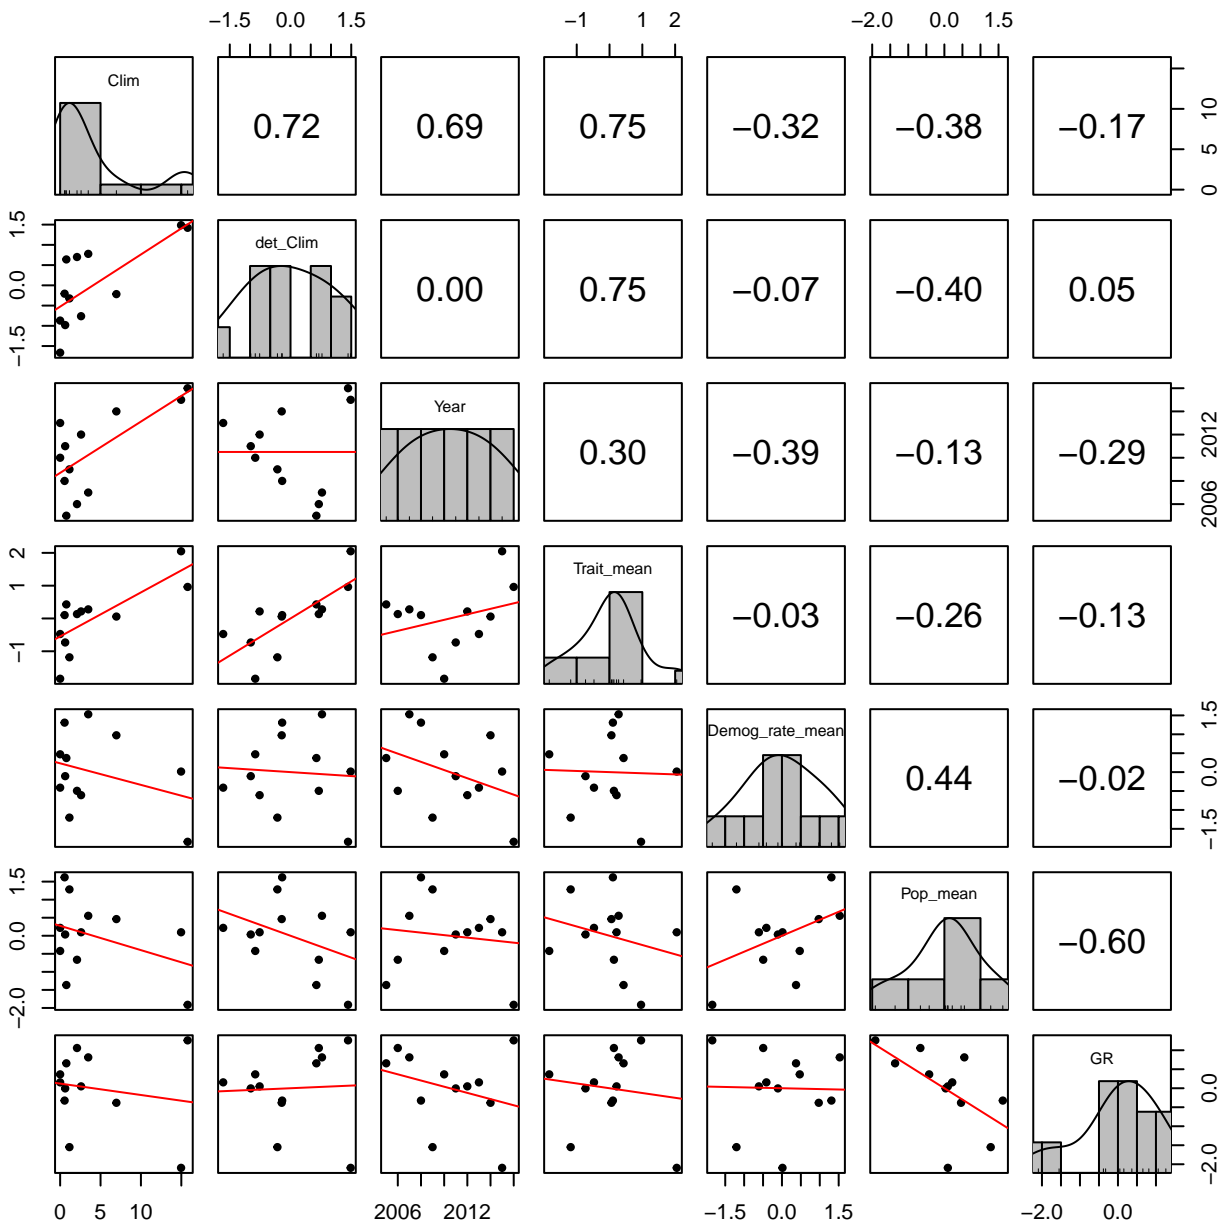 −1.5 0.0 1.5 −1 1 2 −2.0 0.0 1.5
Clim 0.72 0.69 0.75 −0.32 −0.38 −0.17 0 5 10
−1.5 0.0 1.5 det_Clim 0.00 0.75 −0.07 −0.40 0.05
Year 0.30 −0.39 −0.13 −0.29 2006 2012
−1 1 2 Trait_mean −0.03 −0.26 −0.13
Demog_rate_mean 0.44 −0.02 −1.5 0.0 1.5
−2.0 0.0 1.5 Pop_mean −0.60
GR −2.0 0.0
0 5 10 2006 2012 −1.5 0.0 1.5 −2.0 0.0